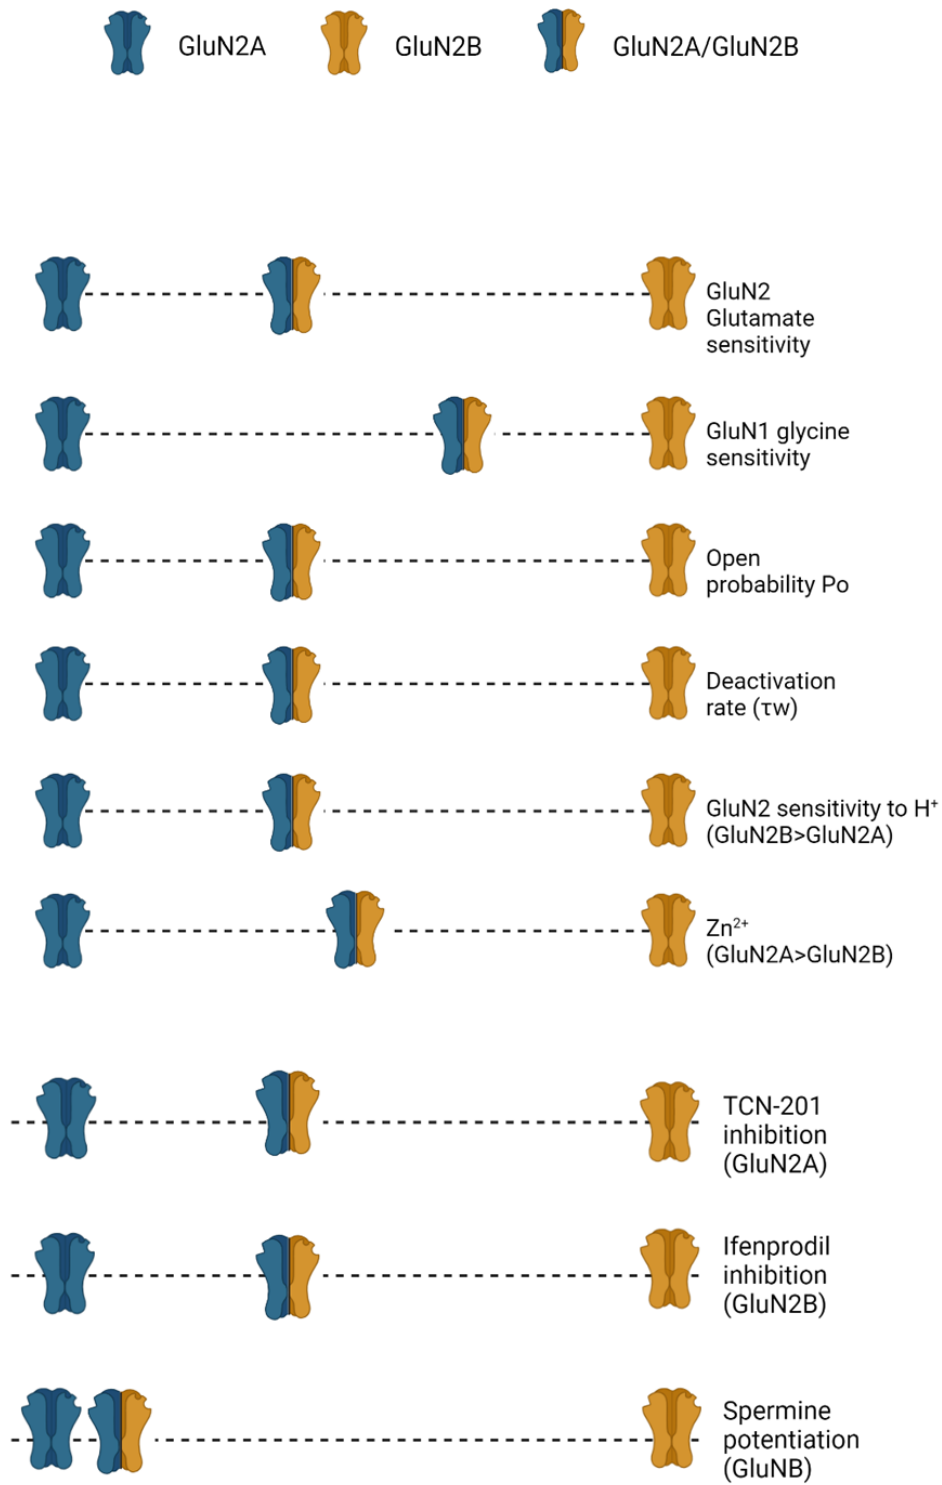 GluN2A
GluN2B
GluN2A/GluN2B
GluN2
Glutamate
sensitivity
GluN1 glycine
sensitivity
Open
probability Po
Deactivation
rate (τw)
GluN2 sensitivity to H⁺
(GluN2B>GluN2A)
Zn²⁺
(GluN2A>GluN2B)
TCN-201
inhibition
(GluN2A)
Ifenprodil
inhibition
(GluN2B)
Spermine
potentiation
(GluNB)